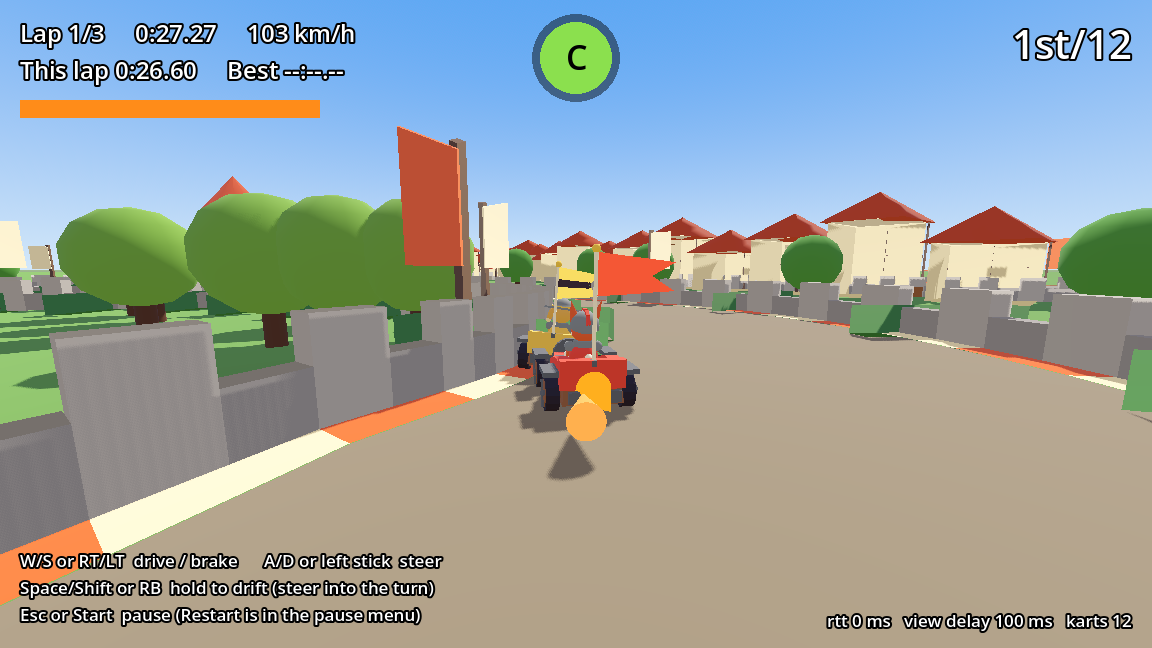 Lap 1/3 0:27.27 103 km/h
This lap 0:26.60 Best --:--.--
C
1st/12
W/S or RT/LT drive / brake A/D or left stick steer
Space/Shift or RB hold to drift (steer into the turn)
Esc or Start pause (Restart is in the pause menu)
rtt 0 ms view delay 100 ms karts 12